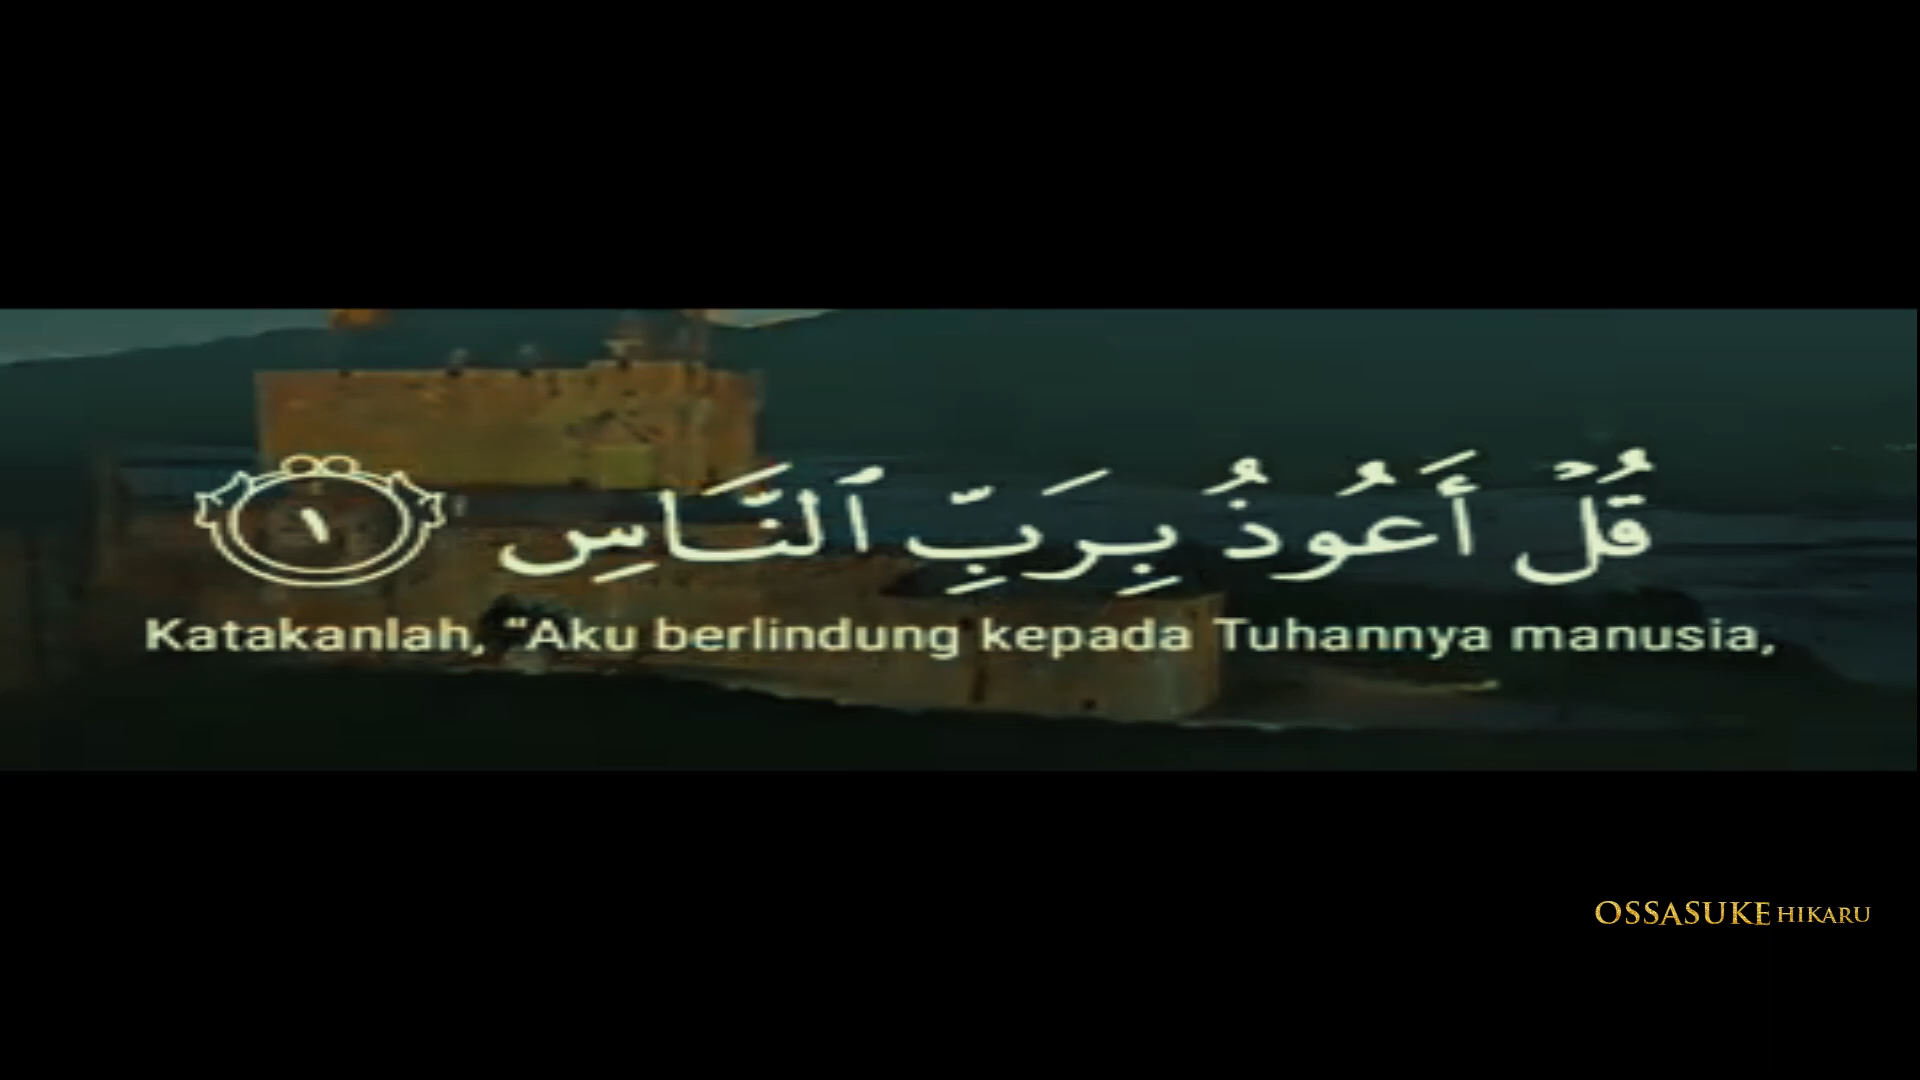 قُلْ أَعُوذُ بِرَبِّ ٱلنَّاسِ ١
Katakanlah, “Aku berlindung kepada Tuhannya manusia,
OSSASUKE HIKARU